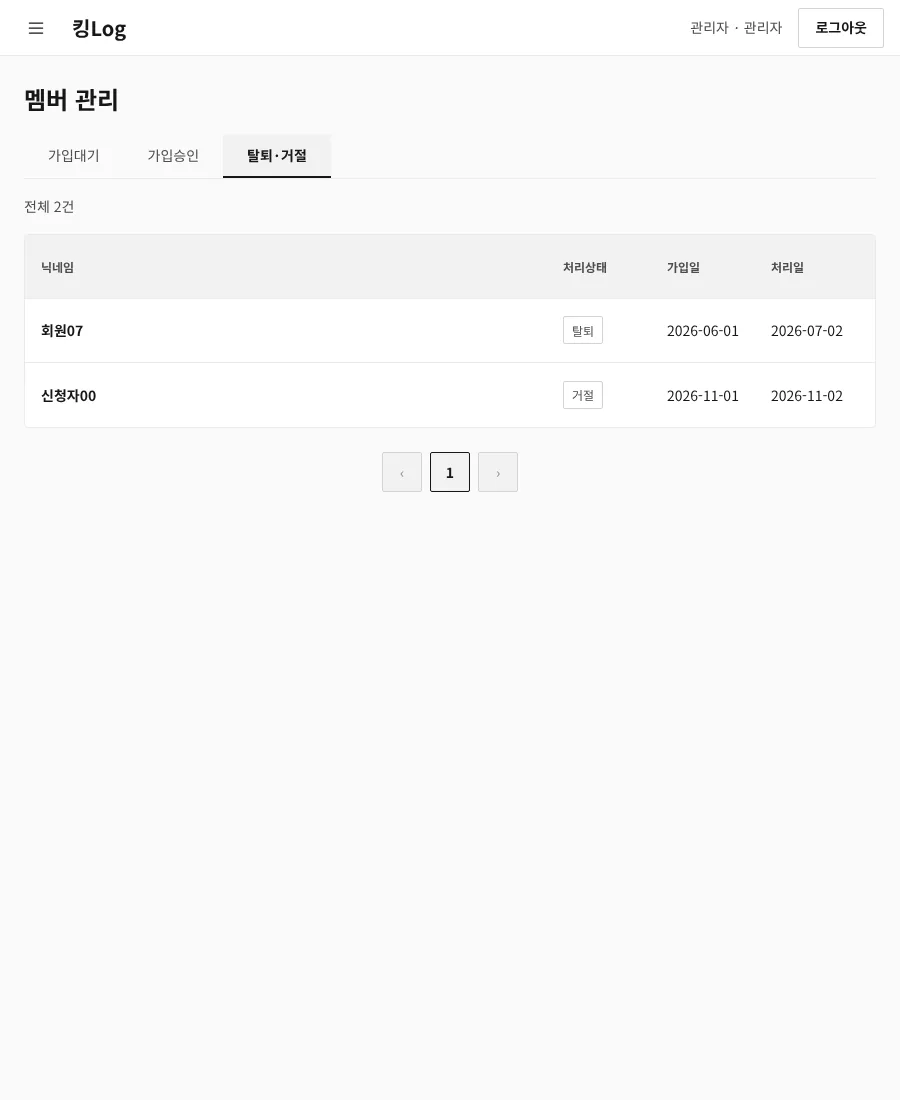 킹Log
관리자 · 관리자
로그아웃
멤버 관리
가입대기 가입승인 탈퇴·거절
전체 2건
닉네임 처리상태 가입일 처리일
회원07 탈퇴 2026-06-01 2026-07-02
신청자00 거절 2026-11-01 2026-11-02
‹ 1 ›